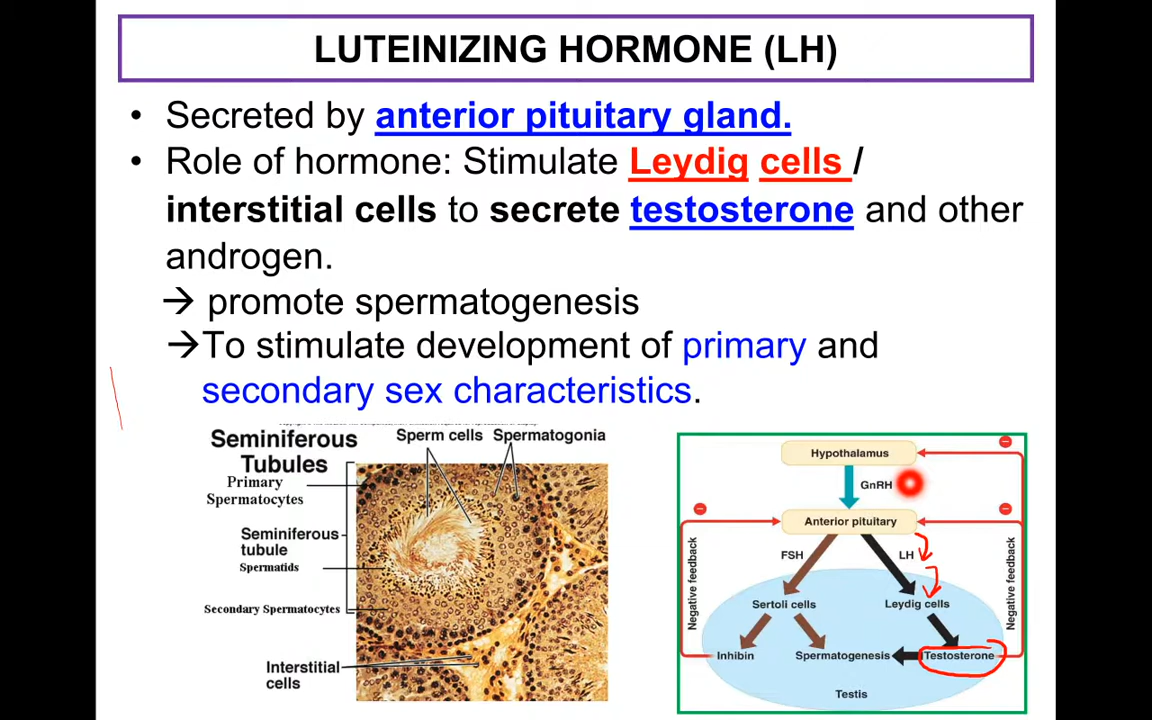 LUTEINIZING HORMONE (LH)
• Secreted by anterior pituitary gland.
• Role of hormone: Stimulate Leydig cells /
interstitial cells to secrete testosterone and other
androgen.
→ promote spermatogenesis
→To stimulate development of primary and
secondary sex characteristics.
Seminiferous
Tubules
Sperm cells
Spermatogonia
Primary
Spermatocytes
Seminiferous
tubule
Spermatids
Secondary Spermatocytes
Interstitial
cells
Hypothalamus
GnRH
Anterior pituitary
FSH
LH
Negative feedback
Negative feedback
Sertoli cells
Leydig cells
Inhibin
Spermatogenesis
Testosterone
Testis